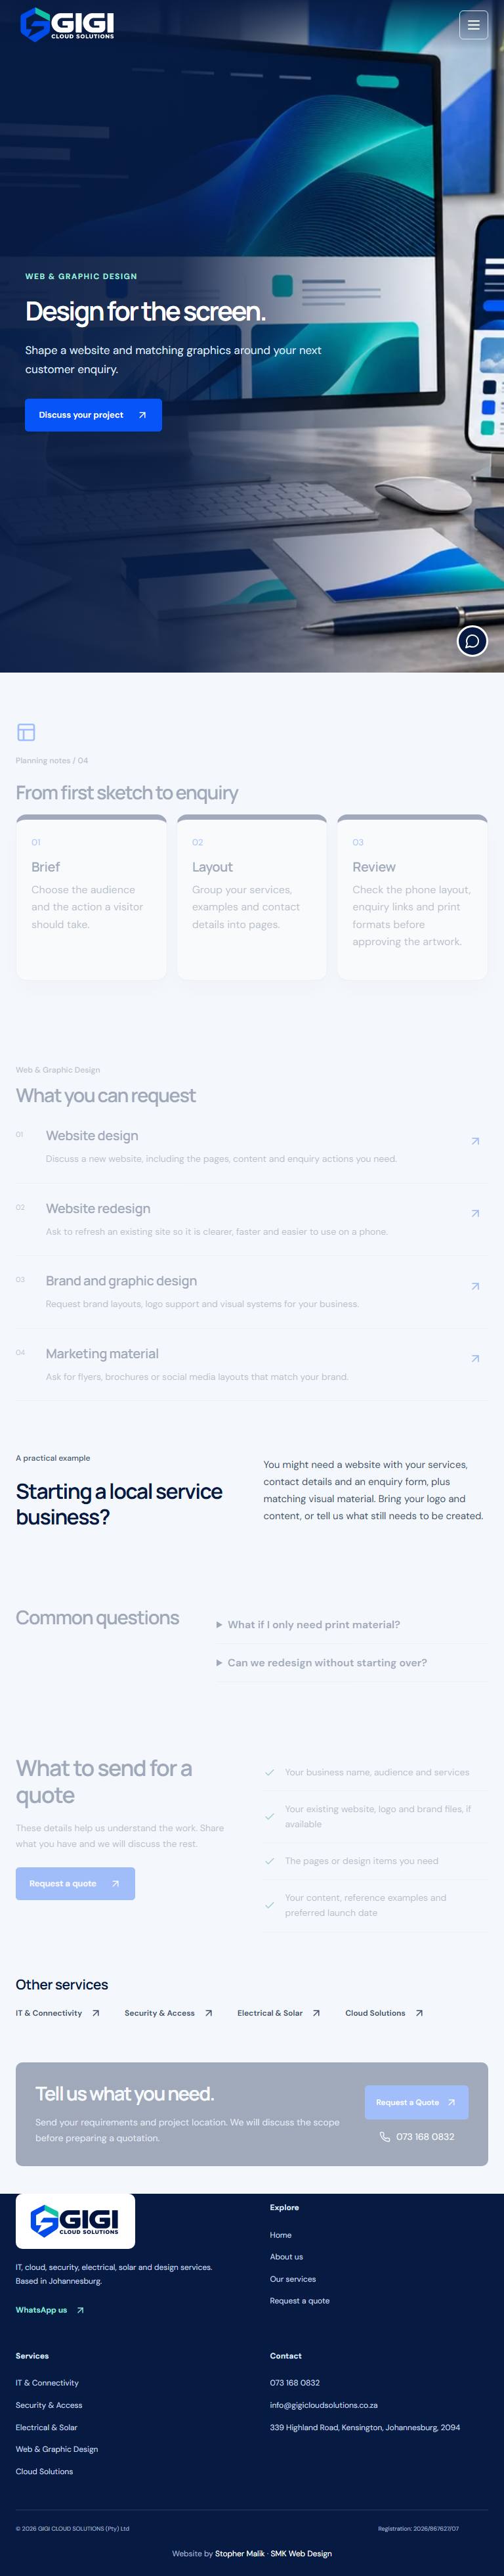 GIGI
CLOUD SOLUTIONS
WEB & GRAPHIC DESIGN
Design for the screen.
Shape a website and matching graphics around your next
customer enquiry.
Discuss your project
Planning notes / 04
From first sketch to enquiry
01
Brief
Choose the audience
and the action a visitor
should take.
02
Layout
Group your services,
examples and contact
details into pages.
03
Review
Check the phone layout,
enquiry links and print
formats before
approving the artwork.
Web & Graphic Design
What you can request
01
Website design
Discuss a new website, including the pages, content and enquiry actions you need.
02
Website redesign
Ask to refresh an existing site so it is clearer, faster and easier to use on a phone.
03
Brand and graphic design
Request brand layouts, logo support and visual systems for your business.
04
Marketing material
Ask for flyers, brochures or social media layouts that match your brand.
A practical example
Starting a local service
business?
You might need a website with your services,
contact details and an enquiry form, plus
matching visual material. Bring your logo and
content, or tell us what still needs to be created.
Common questions
What if I only need print material?
Can we redesign without starting over?
What to send for a
quote
These details help us understand the work. Share
what you have and we will discuss the rest.
Request a quote
Your business name, audience and services
Your existing website, logo and brand files, if
available
The pages or design items you need
Your content, reference examples and
preferred launch date
Other services
IT & Connectivity
Security & Access
Electrical & Solar
Cloud Solutions
Tell us what you need.
Send your requirements and project location. We will discuss the scope
before preparing a quotation.
Request a Quote
073 168 0832
GIGI
CLOUD SOLUTIONS
IT, cloud, security, electrical, solar and design services.
Based in Johannesburg.
WhatsApp us
Explore
Home
About us
Our services
Request a quote
Services
IT & Connectivity
Security & Access
Electrical & Solar
Web & Graphic Design
Cloud Solutions
Contact
073 168 0832
info@gigicloudsolutions.co.za
339 Highland Road, Kensington, Johannesburg, 2094
© 2026 GIGI CLOUD SOLUTIONS (Pty) Ltd
Registration: 2026/867627/07
Website by Stopher Malik · SMK Web Design